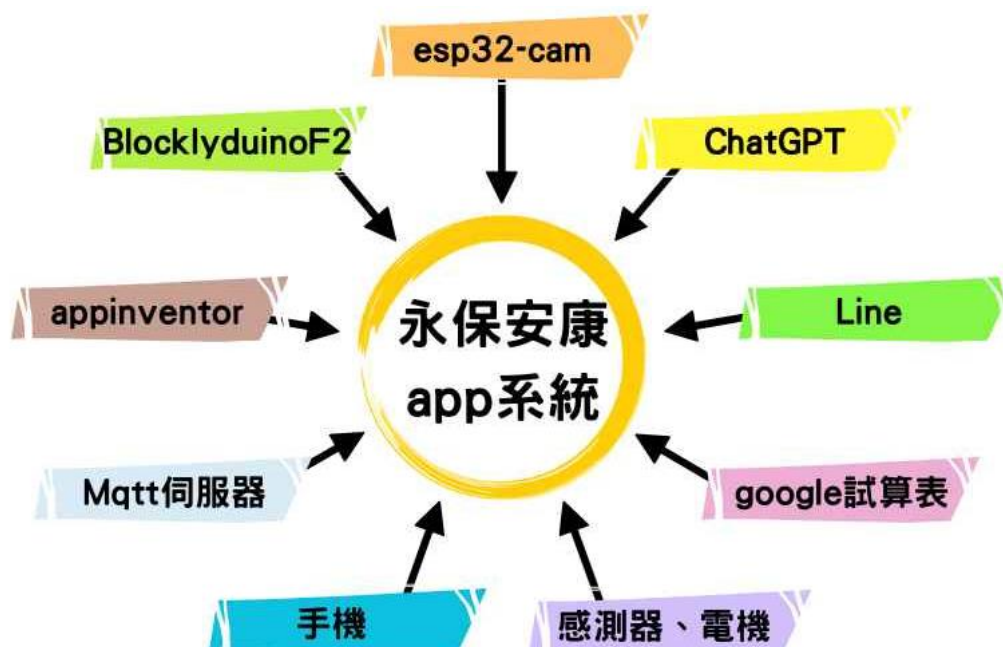 esp32-cam
BlocklyduinoF2
ChatGPT
appinventor
永保安康
app系統
Line
Mqtt伺服器
google試算表
手機
感測器、電機